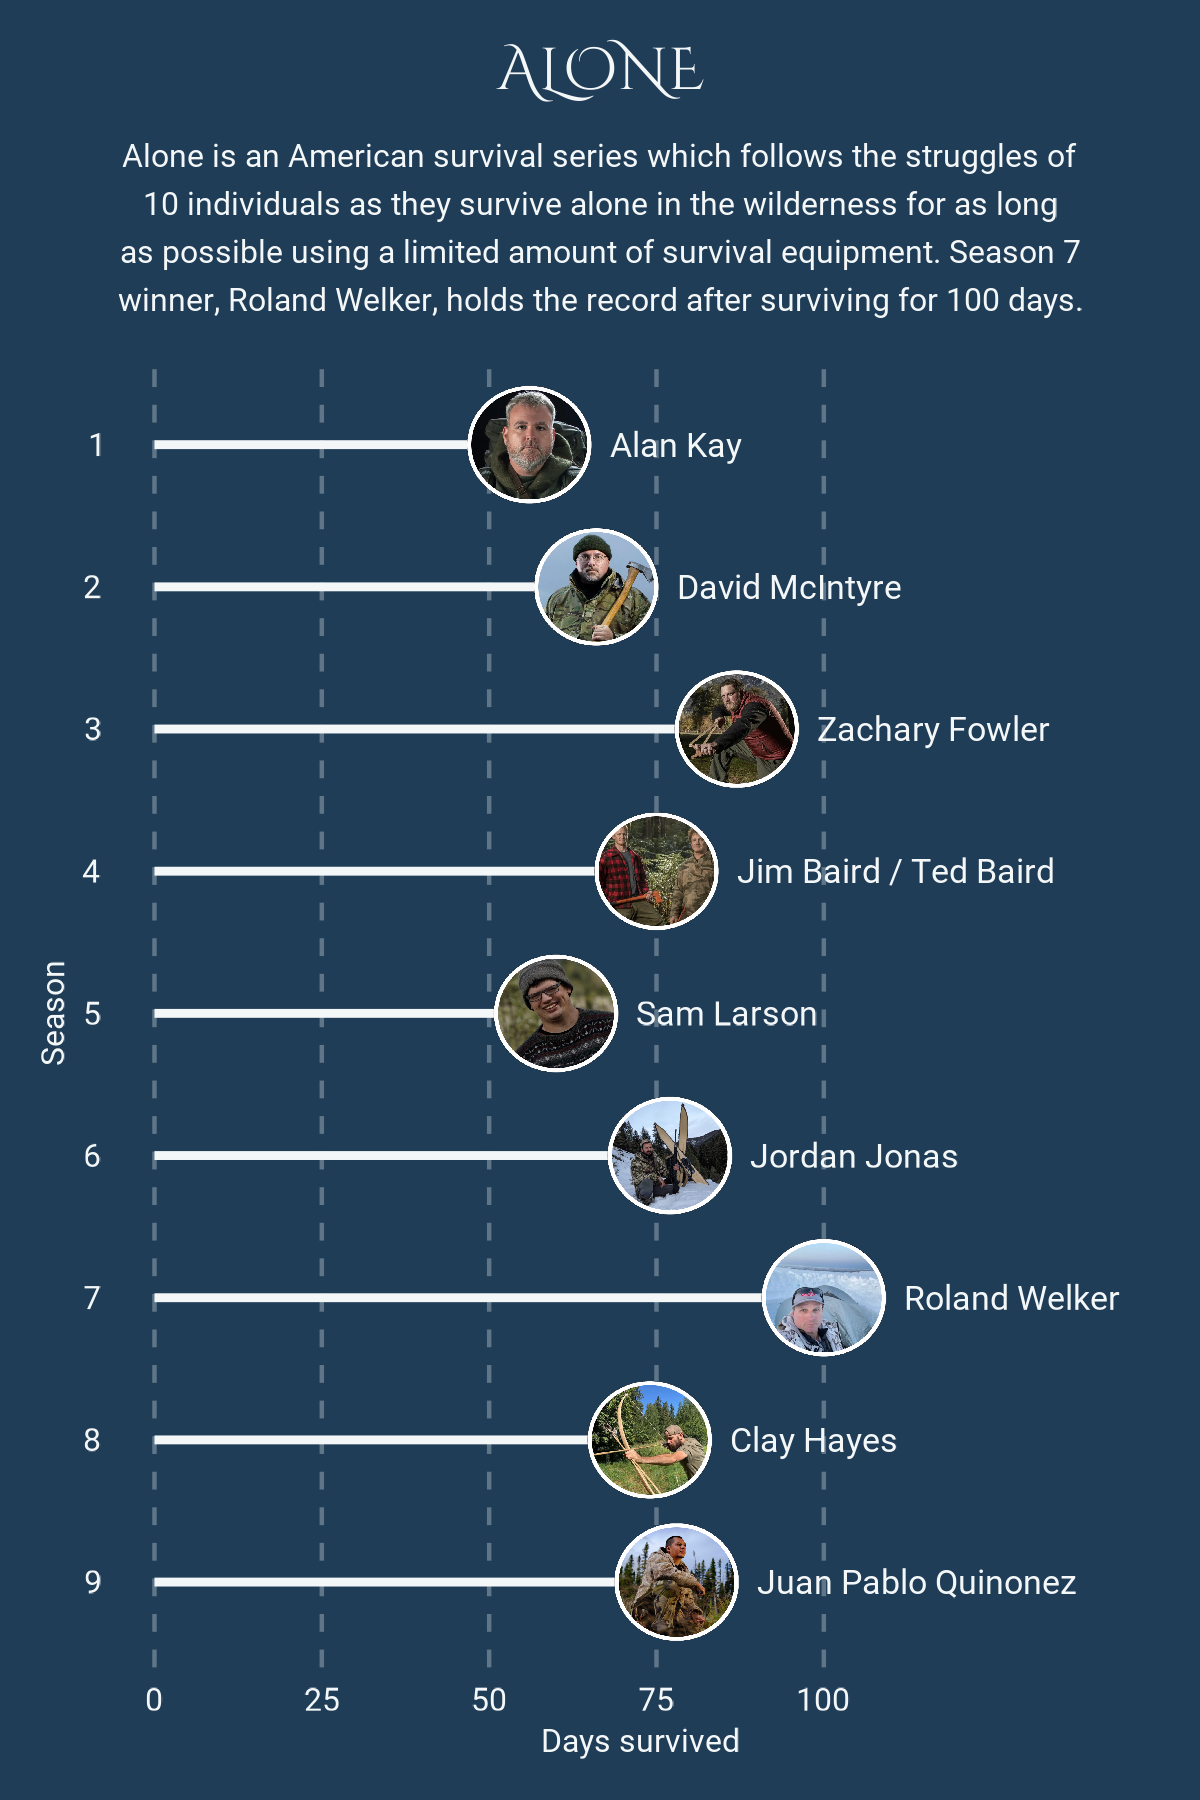 ALONE
Alone is an American survival series which follows the struggles of
10 individuals as they survive alone in the wilderness for as long
as possible using a limited amount of survival equipment. Season 7
winner, Roland Welker, holds the record after surviving for 100 days.
1 Alan Kay
2 David McIntyre
3 Zachary Fowler
4 Jim Baird / Ted Baird
Season
5 Sam Larson
6 Jordan Jonas
7 Roland Welker
8 Clay Hayes
9 Juan Pablo Quinonez
0 25 50 75 100
Days survived